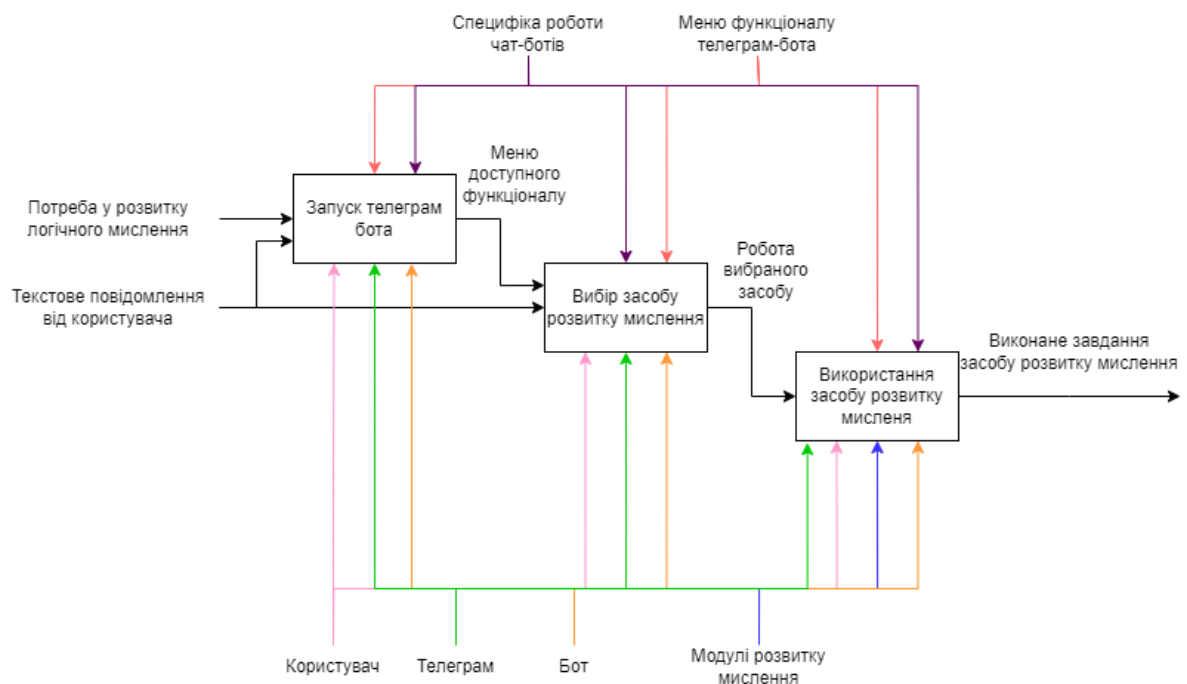 Специфіка роботи
чат-ботів
Меню функціоналу
телеграм-бота
Меню
доступного
функціоналу
Потреба у розвитку
логічного мислення
Запуск телеграм
бота
Текстове повідомлення
від користувача
Вибір засобу
розвитку мислення
Робота
вибраного
засобу
Виконане завдання
засобу розвитку мислення
Використання
засобу розвитку
мисленя
Користувач
Телеграм
Бот
Модулі розвитку
мислення